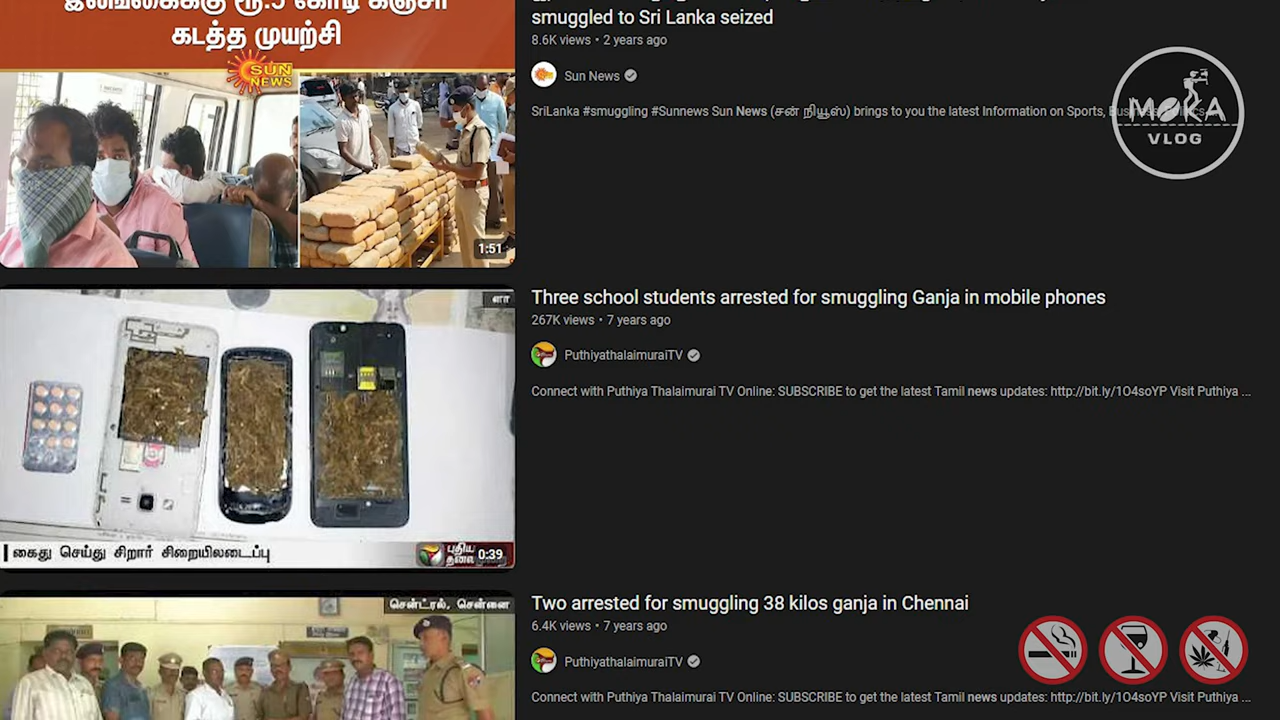 கடத்த முயற்சி
SUN
NEWS
1:51
smuggled to Sri Lanka seized
8.6K views • 2 years ago
Sun News
SriLanka #smuggling #Sunnews Sun News (சன் நியூஸ்) brings to you the latest Information on Sports,
MOKA
VLOG
Three school students arrested for smuggling Ganja in mobile phones
267K views • 7 years ago
PuthiyathalaimuraiTV
Connect with Puthiya Thalaimurai TV Online: SUBSCRIBE to get the latest Tamil news updates: http://bit.ly/1O4soYP Visit Puthiya ...
கைது செய்து சிறார் சிறையிலடைப்பு
புதிய
0:39
சென்ட்ரல், சென்னை
Two arrested for smuggling 38 kilos ganja in Chennai
6.4K views • 7 years ago
PuthiyathalaimuraiTV
Connect with Puthiya Thalaimurai TV Online: SUBSCRIBE to get the latest Tamil news updates: http://bit.ly/1O4soYP Visit Puthiya ...